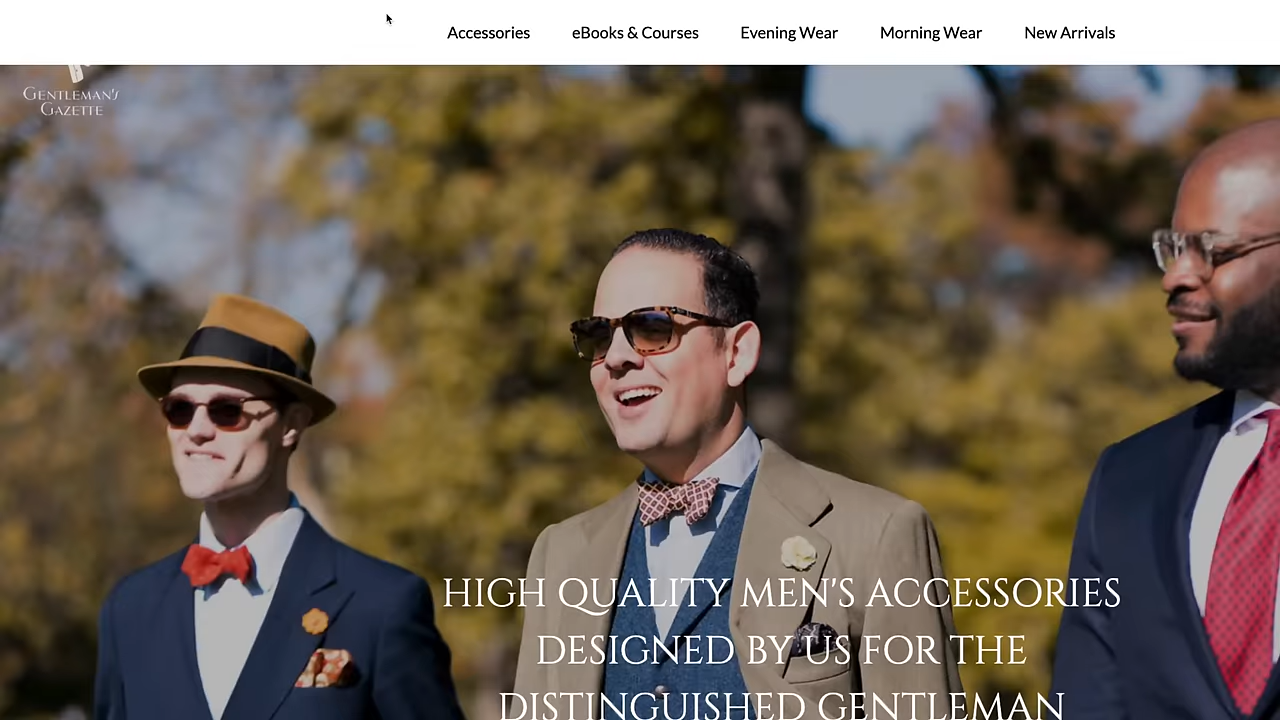 Accessories eBooks & Courses Evening Wear Morning Wear New Arrivals
GENTLEMAN'S
GAZETTE
HIGH QUALITY MEN'S ACCESSORIES
DESIGNED BY US FOR THE
DISTINGUISHED GENTLEMAN